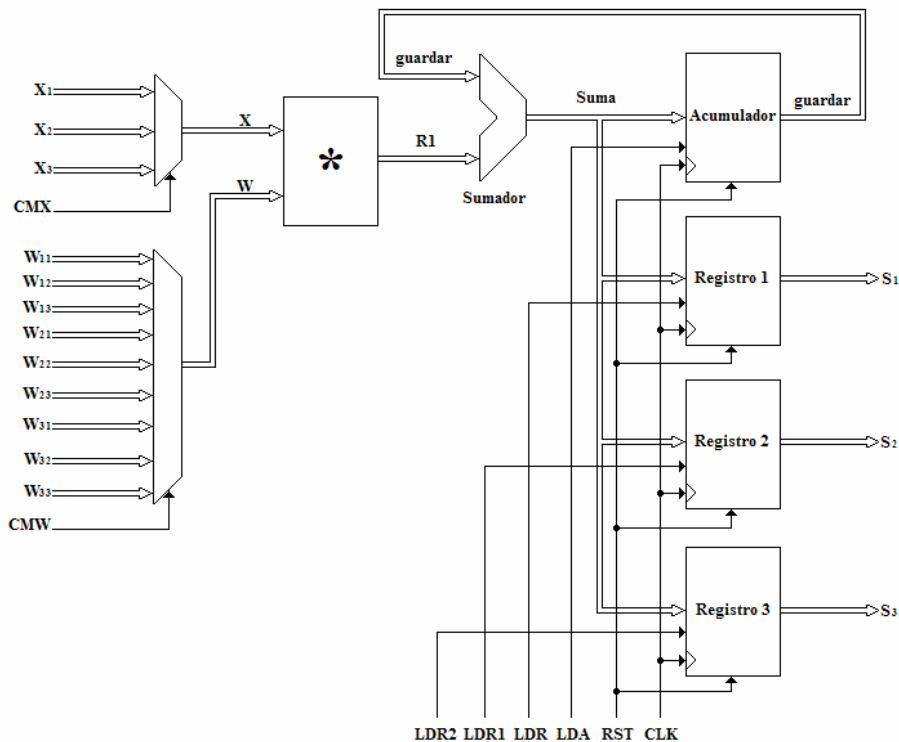 guardar
X1
X2
X3
CMX
X
W
*
R1
Sumador
Suma
Acumulador
guardar
W11
W12
W13
W21
W22
W23
W31
W32
W33
CMW
Registro 1
S1
Registro 2
S2
Registro 3
S3
LDR2 LDR1 LDR LDA RST CLK